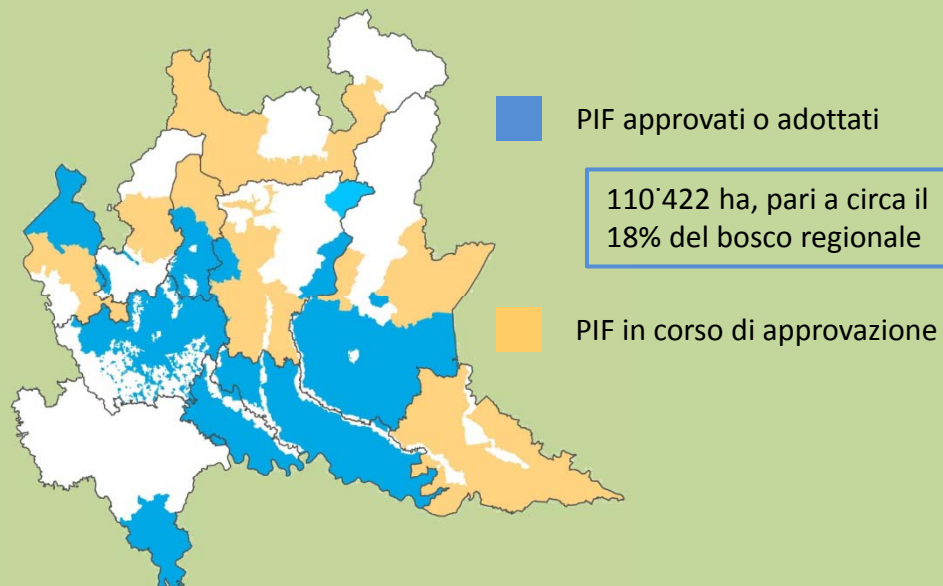 PIF approvati o adottati
110˙422 ha, pari a circa il
18% del bosco regionale
PIF in corso di approvazione